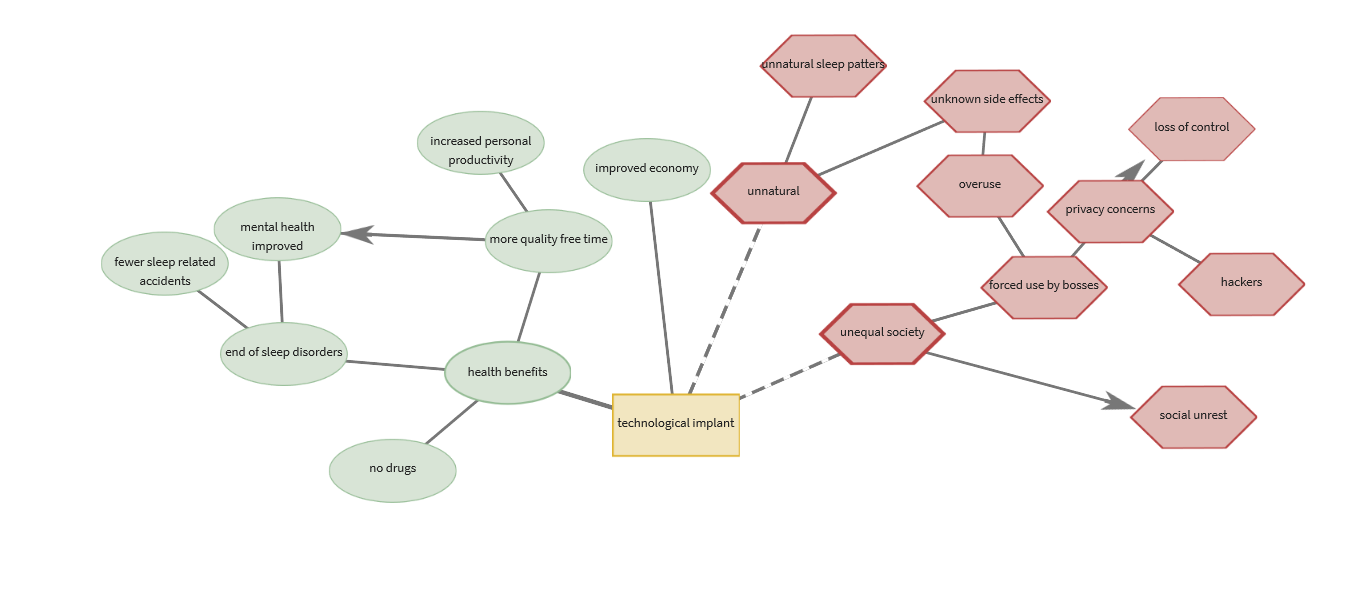 unnatural sleep patters
unknown side effects
loss of control
increased personal
productivity
improved economy
unnatural
overuse
privacy concerns
mental health
improved
more quality free time
fewer sleep related
accidents
forced use by bosses
hackers
unequal society
end of sleep disorders
health benefits
technological implant
social unrest
no drugs